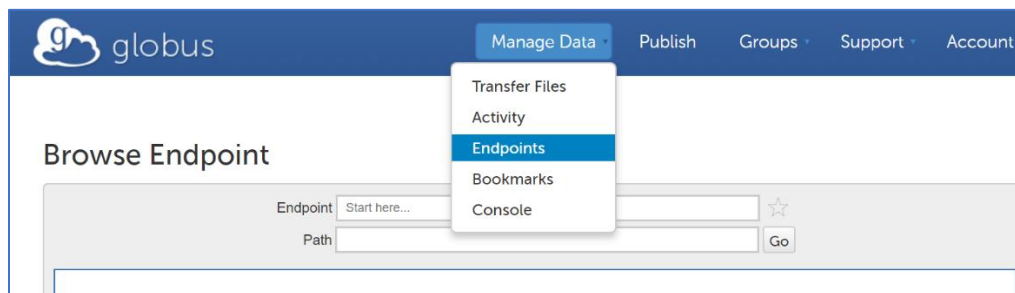 globus
Manage Data Publish Groups Support Account
Transfer Files
Activity
Endpoints
Bookmarks
Console
Browse Endpoint
Endpoint Start here...
Path Go